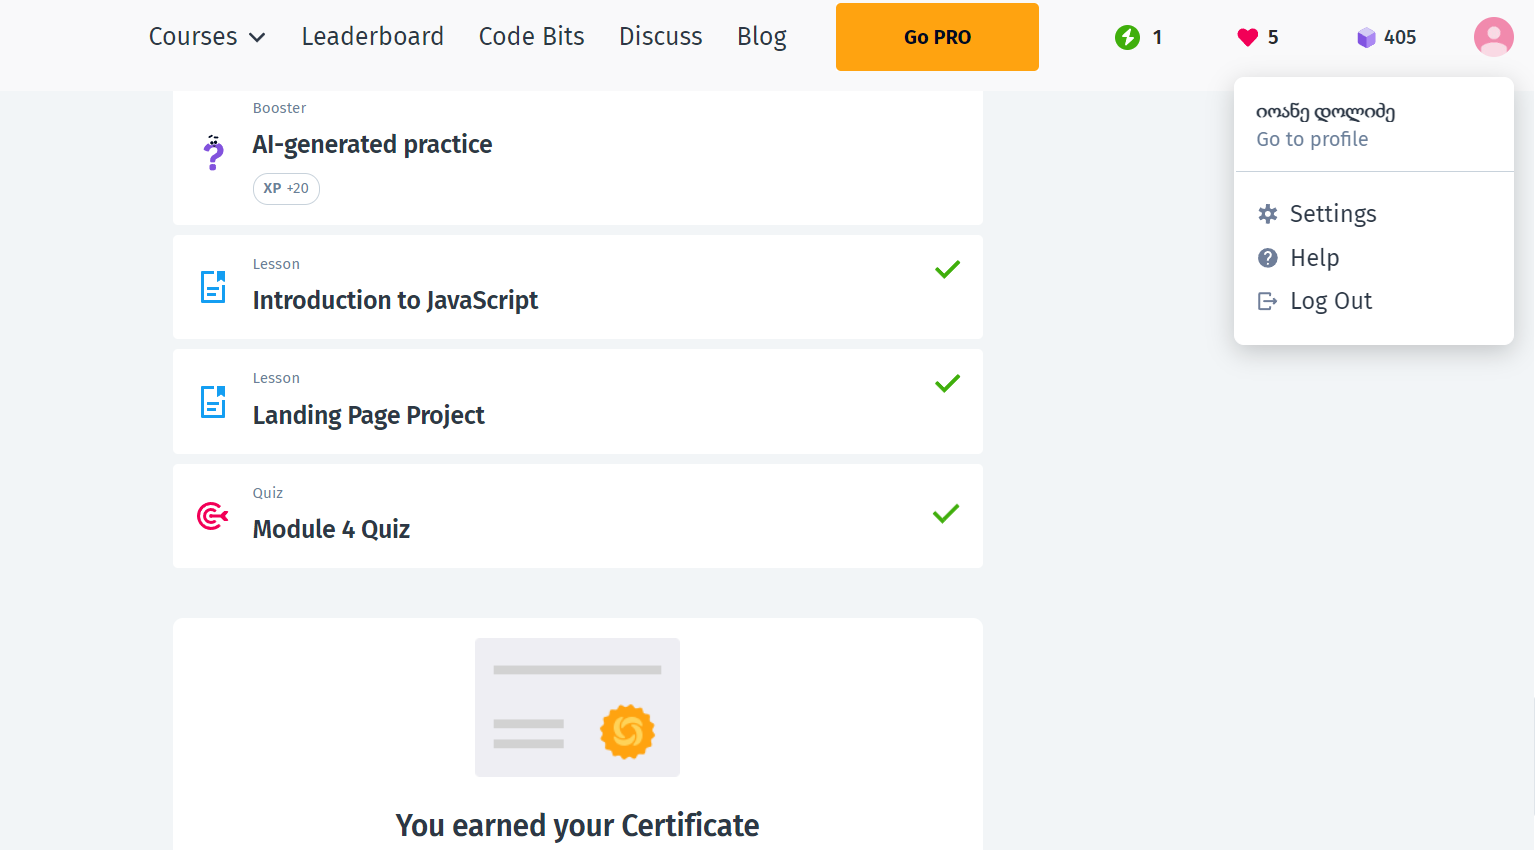 Courses
Leaderboard
Code Bits
Discuss
Blog
Go PRO
1
5
405
იოანე დოლიძე
Go to profile
Settings
Help
Log Out
Booster
AI-generated practice
XP +20
Lesson
Introduction to JavaScript
Lesson
Landing Page Project
Quiz
Module 4 Quiz
You earned your Certificate